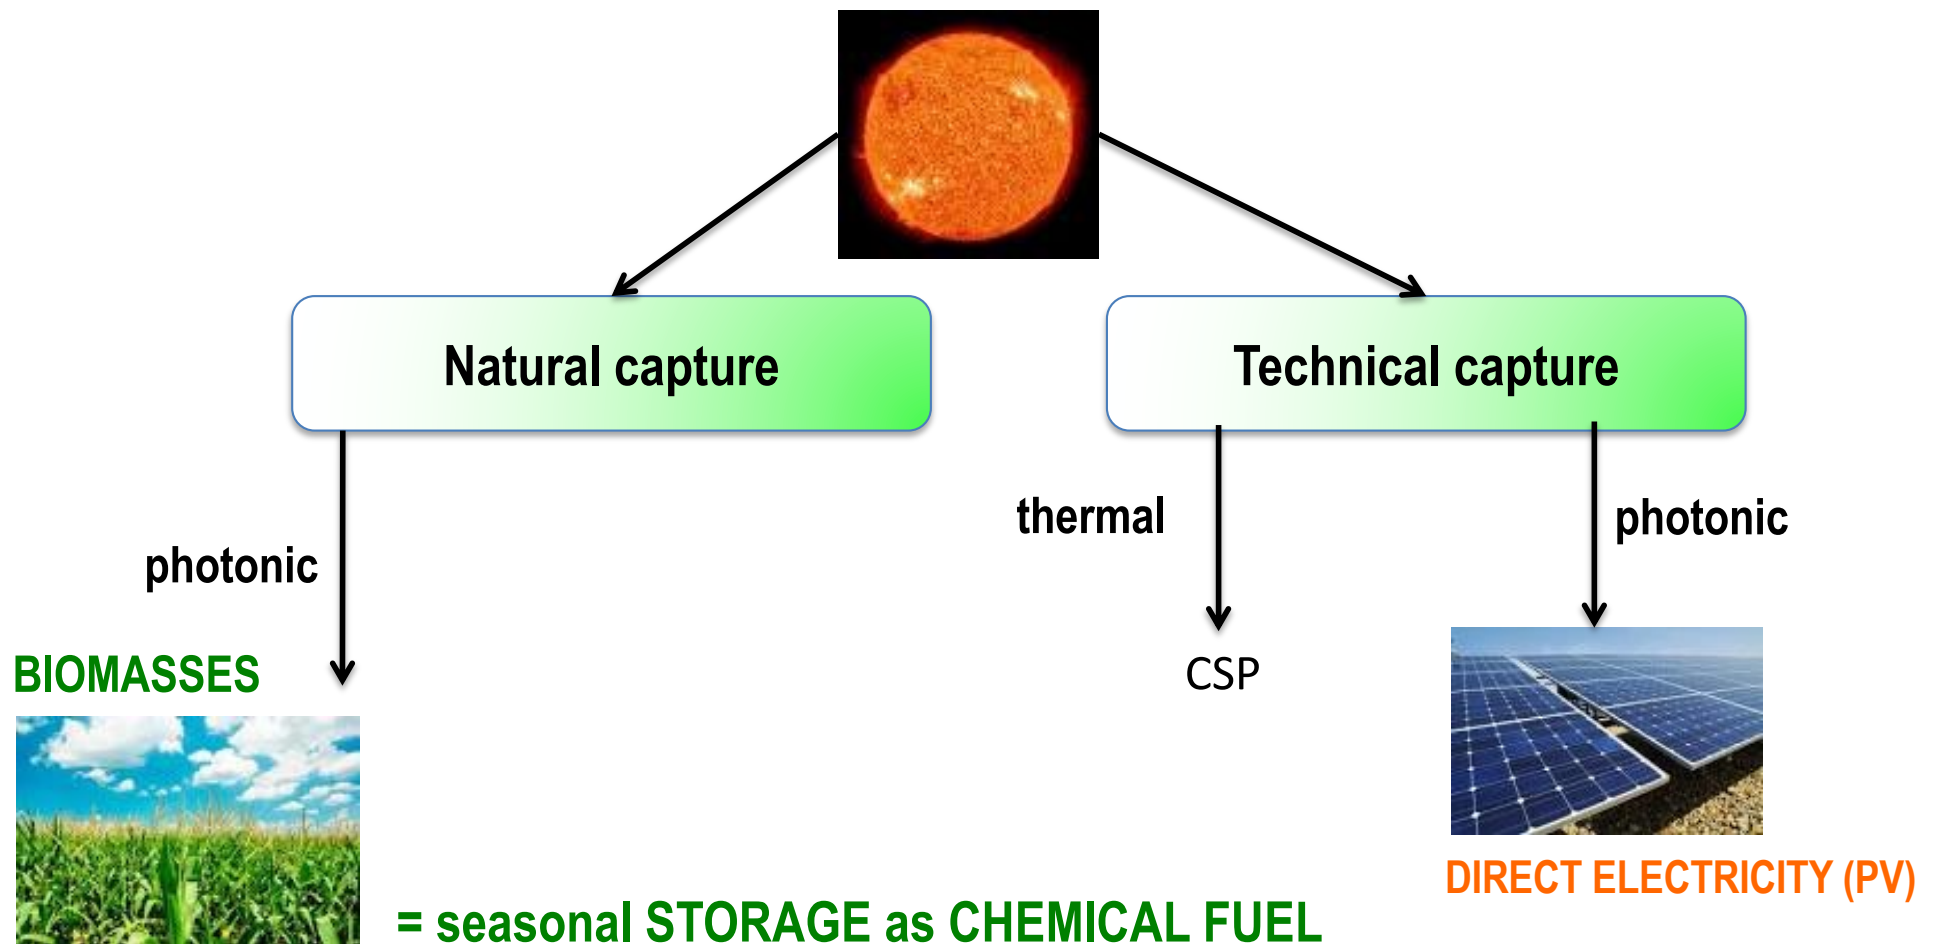 Natural capture
Technical capture
thermal
photonic
photonic
BIOMASSES
CSP
DIRECT ELECTRICITY (PV)
= seasonal STORAGE as CHEMICAL FUEL